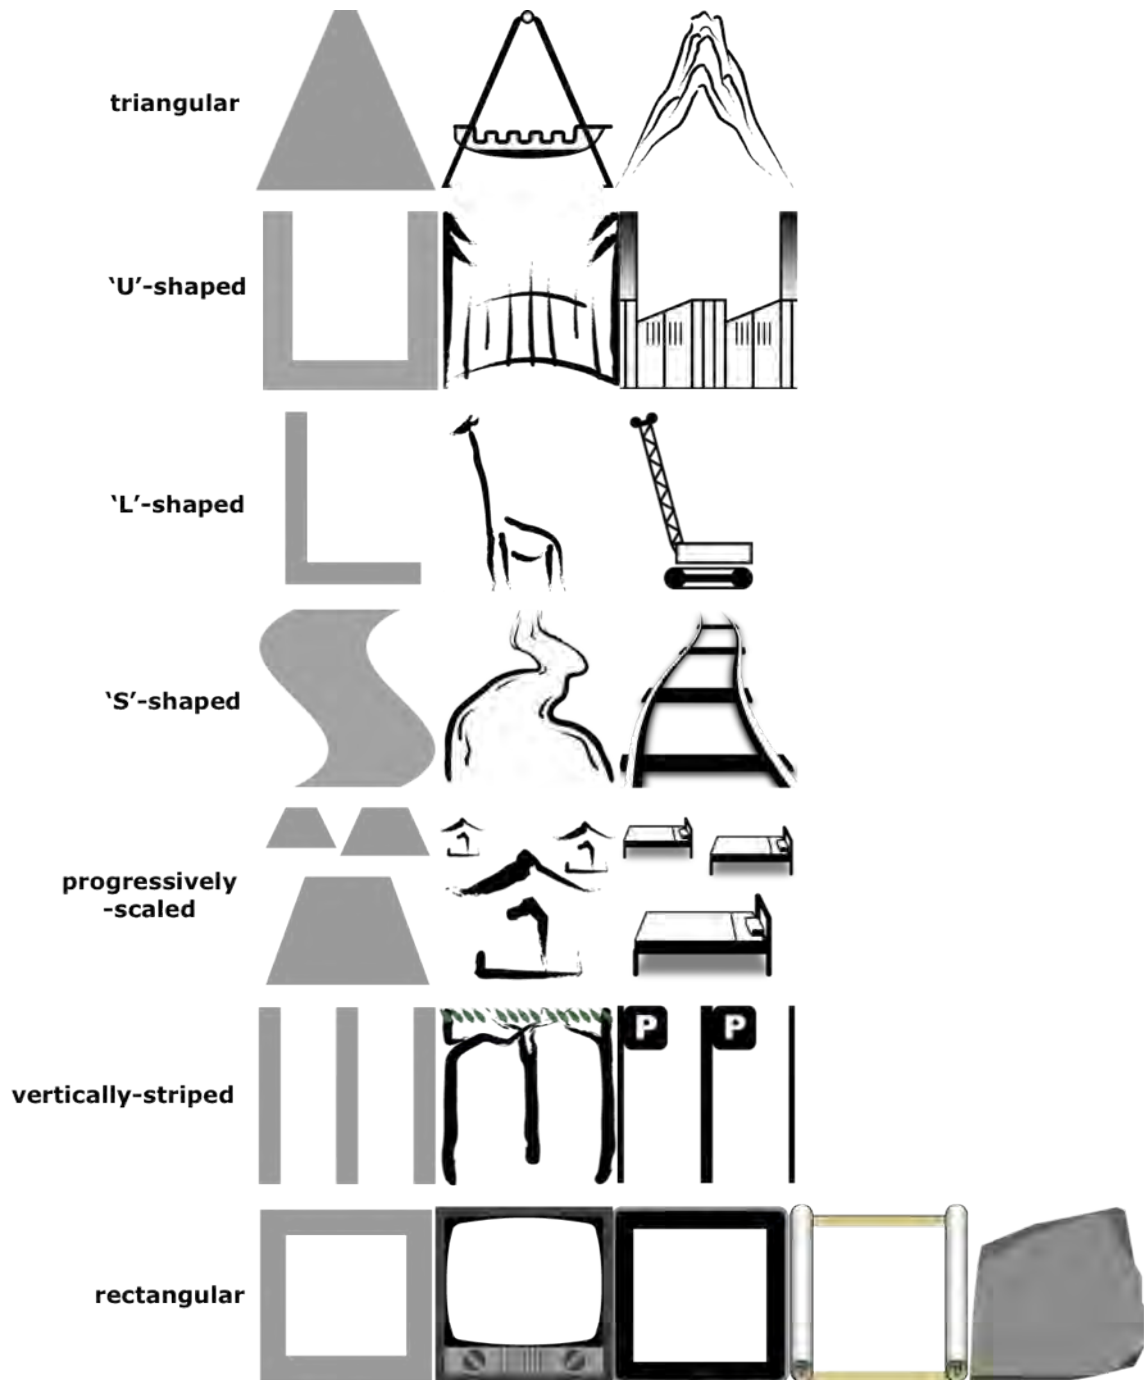 triangular
‘U’-shaped
‘L’-shaped
‘S’-shaped
progressively
-scaled
P P
vertically-striped
rectangular